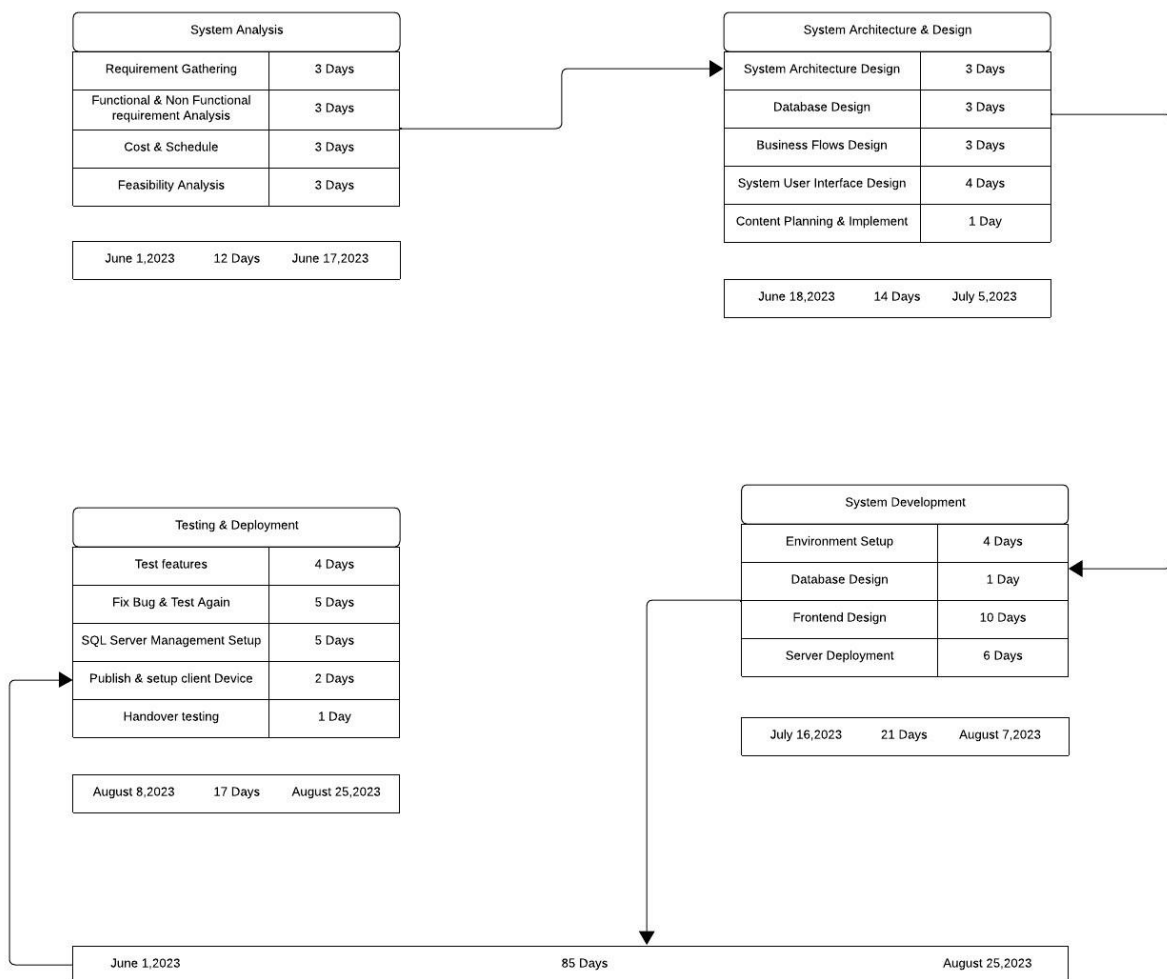 System Analysis
Requirement Gathering 3 Days
Functional & Non Functional
requirement Analysis 3 Days
Cost & Schedule 3 Days
Feasibility Analysis 3 Days
June 1,2023 12 Days June 17,2023
System Architecture & Design
System Architecture Design 3 Days
Database Design 3 Days
Business Flows Design 3 Days
System User Interface Design 4 Days
Content Planning & Implement 1 Day
June 18,2023 14 Days July 5,2023
Testing & Deployment
Test features 4 Days
Fix Bug & Test Again 5 Days
SQL Server Management Setup 5 Days
Publish & setup client Device 2 Days
Handover testing 1 Day
August 8,2023 17 Days August 25,2023
System Development
Environment Setup 4 Days
Database Design 1 Day
Frontend Design 10 Days
Server Deployment 6 Days
July 16,2023 21 Days August 7,2023
June 1,2023 85 Days August 25,2023